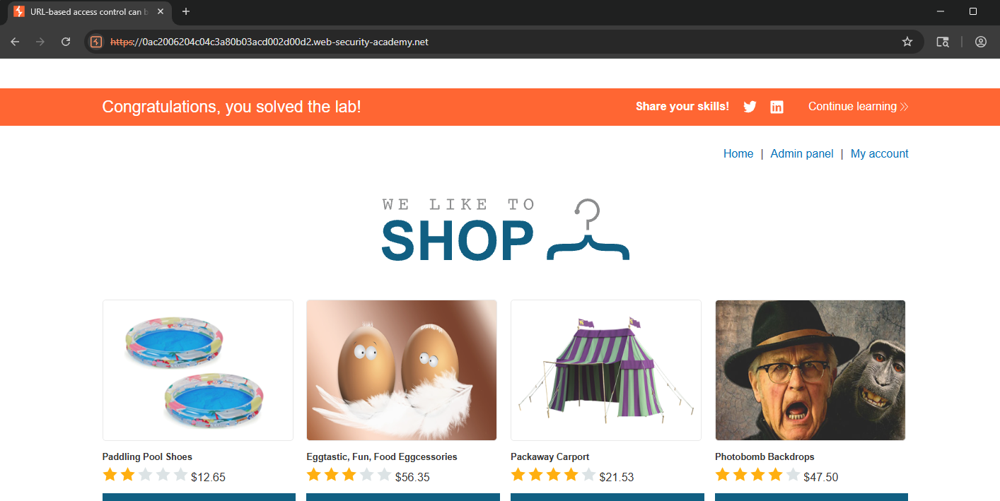 URL-based access control can b
https://0ac2006204c04c3a80b03acd002d00d2.web-security-academy.net
Congratulations, you solved the lab!
Share your skills!
Continue learning
Home | Admin panel | My account
WE LIKE TO
SHOP
Paddling Pool Shoes
$12.65
Eggtastic, Fun, Food Eggcessories
$56.35
Packaway Carport
$21.53
Photobomb Backdrops
$47.50